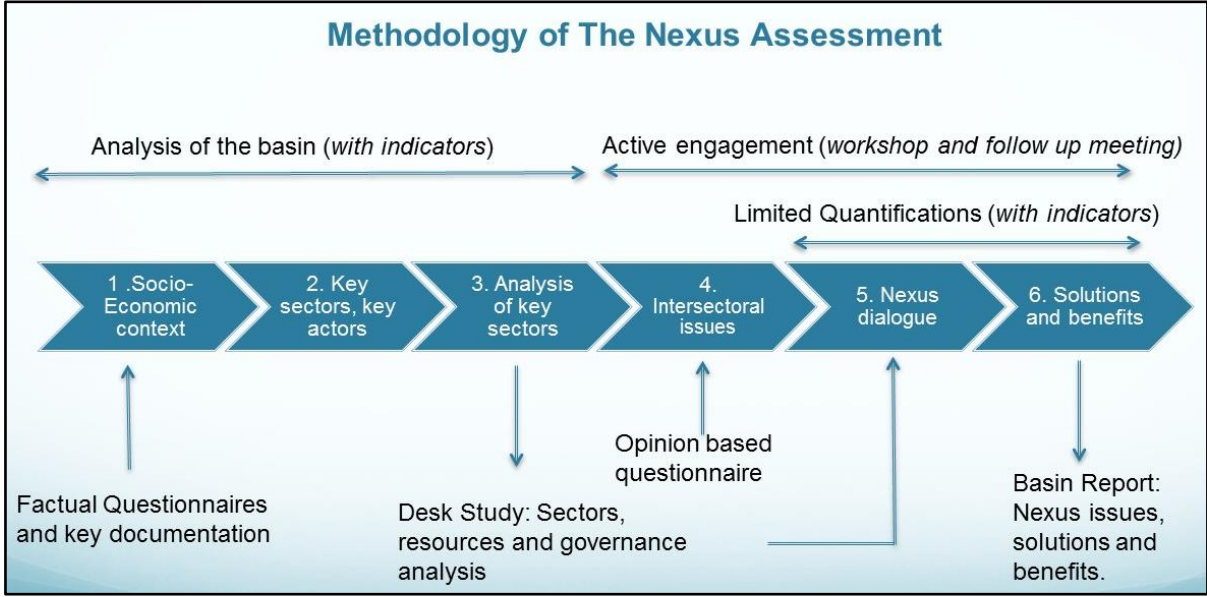 Methodology of The Nexus Assessment
Analysis of the basin (with indicators)
Active engagement (workshop and follow up meeting)
Limited Quantifications (with indicators)
1 .Socio-
Economic
context
2. Key
sectors, key
actors
3. Analysis
of key
sectors
4.
Intersectoral
issues
5. Nexus
dialogue
6. Solutions
and benefits
Factual Questionnaires
and key documentation
Desk Study: Sectors,
resources and governance
analysis
Opinion based
questionnaire
Basin Report:
Nexus issues,
solutions and
benefits.